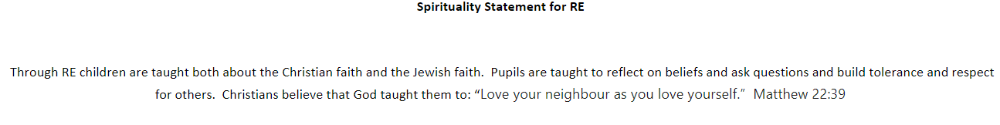 Spirituality Statement for RE
Through RE children are taught both about the Christian faith and the Jewish faith.  Pupils are taught to reflect on beliefs and ask questions and build tolerance and respect
for others.  Christians believe that God taught them to: “Love your neighbour as you love yourself.”  Matthew 22:39